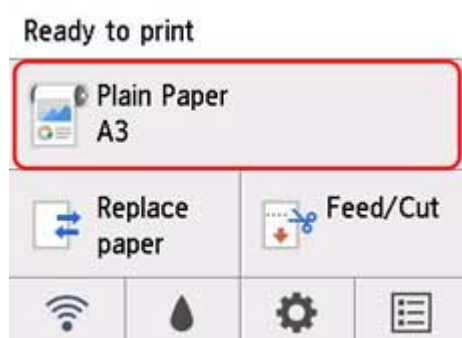 Ready to print
Plain Paper
A3
Replace
paper
Feed/Cut